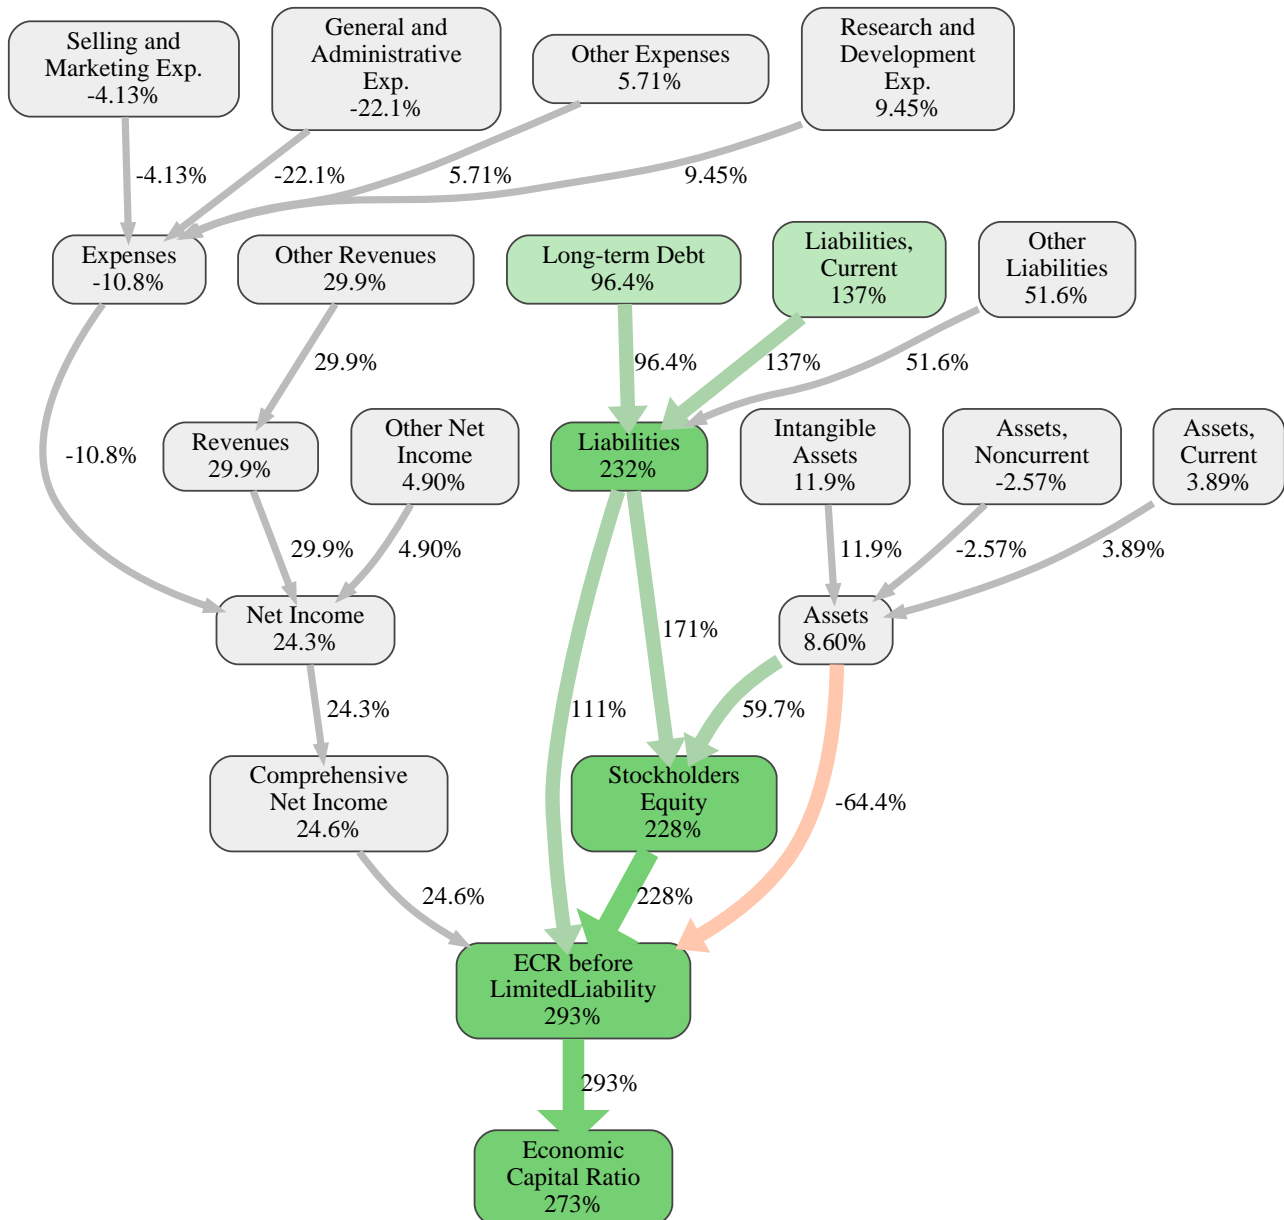 Selling and
Marketing Exp.
-4.13%
General and
Administrative
Exp.
-22.1%
Other Expenses
5.71%
Research and
Development
Exp.
9.45%
-4.13%
-22.1%
5.71%
9.45%
Expenses
-10.8%
Other Revenues
29.9%
Long-term Debt
96.4%
Liabilities,
Current
137%
Other
Liabilities
51.6%
29.9%
96.4%
137%
51.6%
-10.8%
Revenues
29.9%
Other Net
Income
4.90%
Liabilities
232%
Intangible
Assets
11.9%
Assets,
Noncurrent
-2.57%
Assets,
Current
3.89%
29.9%
4.90%
11.9%
-2.57%
3.89%
Net Income
24.3%
171%
Assets
8.60%
24.3%
111%
59.7%
Comprehensive
Net Income
24.6%
Stockholders
Equity
228%
-64.4%
24.6%
228%
ECR before
LimitedLiability
293%
293%
Economic
Capital Ratio
273%